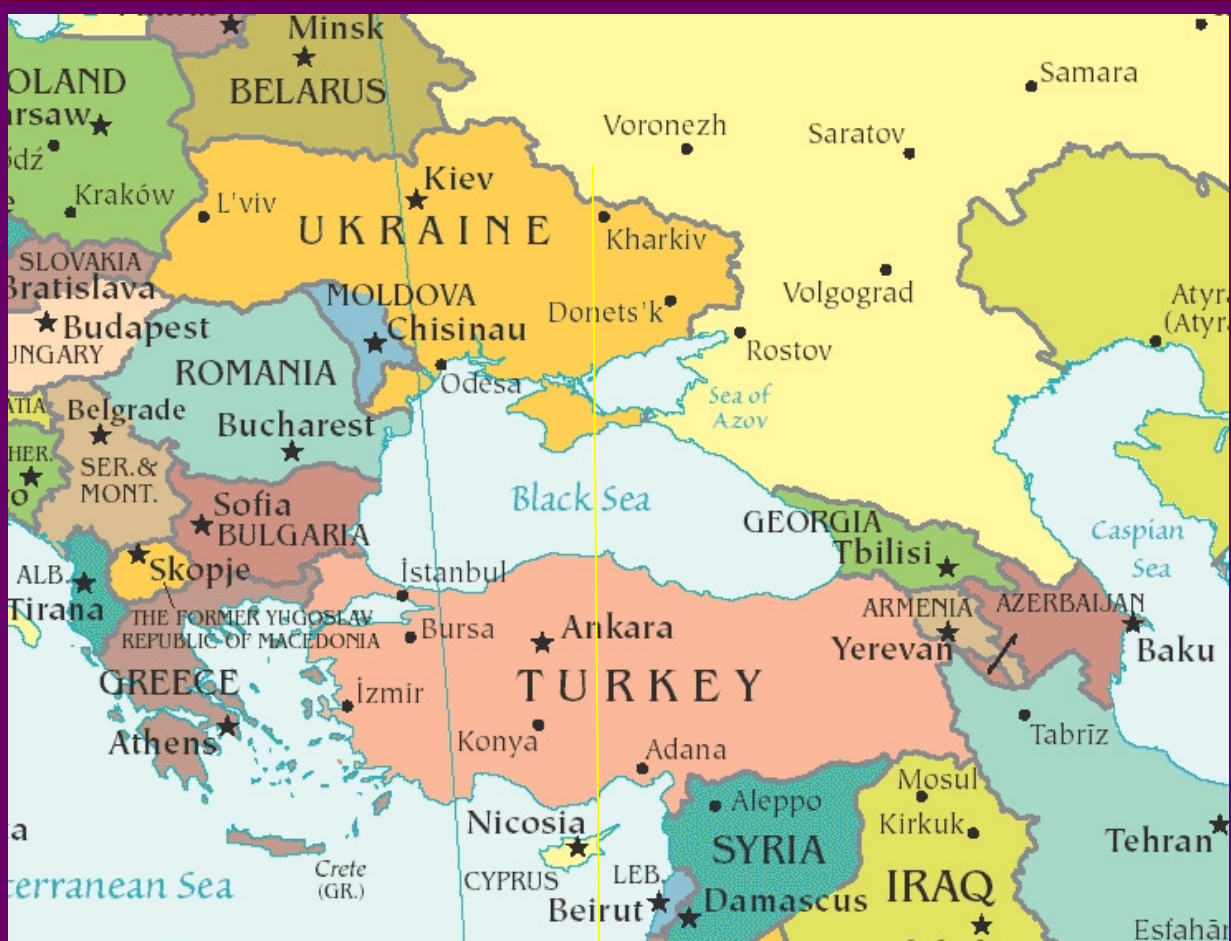 Minsk
BELARUS
Samara
OLAND
arsaw
Voronezh
Saratov
ódź
Kraków
L'viv
Kiev
UKRAINE
Kharkiv
SLOVAKIA
Bratislava
MOLDOVA
Volgograd
Donets'k
Atyr
(Atyr
Budapest
Chisinau
UNGARY
ROMANIA
Rostov
Odesa
Sea of
Azov
ATIA
Belgrade
Bucharest
HER.
SER. &
MONT.
o
Sofia
BULGARIA
Black Sea
GEORGIA
Tbilisi
Caspian
Sea
ALB.
Skopje
İstanbul
Tirana
THE FORMER YUGOSLAV
REPUBLIC OF MACEDONIA
Bursa
Ankara
ARMENIA
AZERBAIJAN
Yerevan
Baku
GREECE
İzmir
TURKEY
Athens
Konya
Adana
Tabrīz
Mosul
Aleppo
Nicosia
Kirkuk
a
Tehran
SYRIA
Crete
(GR.)
CYPRUS
LEB.
terranean Sea
IRAQ
Beirut
Damascus
Esfahā